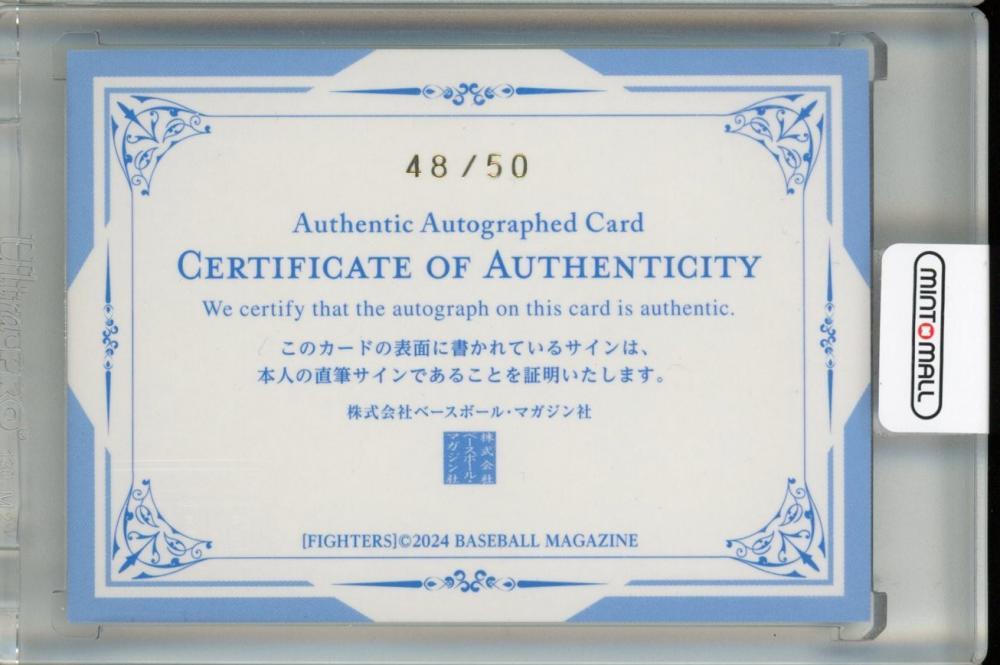 48/50
Authentic Autographed Card
CERTIFICATE OF AUTHENTICITY
We certify that the autograph on this card is authentic.
このカードの表面に書かれているサインは、
本人の直筆サインであることを証明いたします。
株式会社ベースボール・マガジン社
株式会社
ベースボール・
マガジン社
[FIGHTERS]©2024 BASEBALL MAGAZINE
MINTOMALL